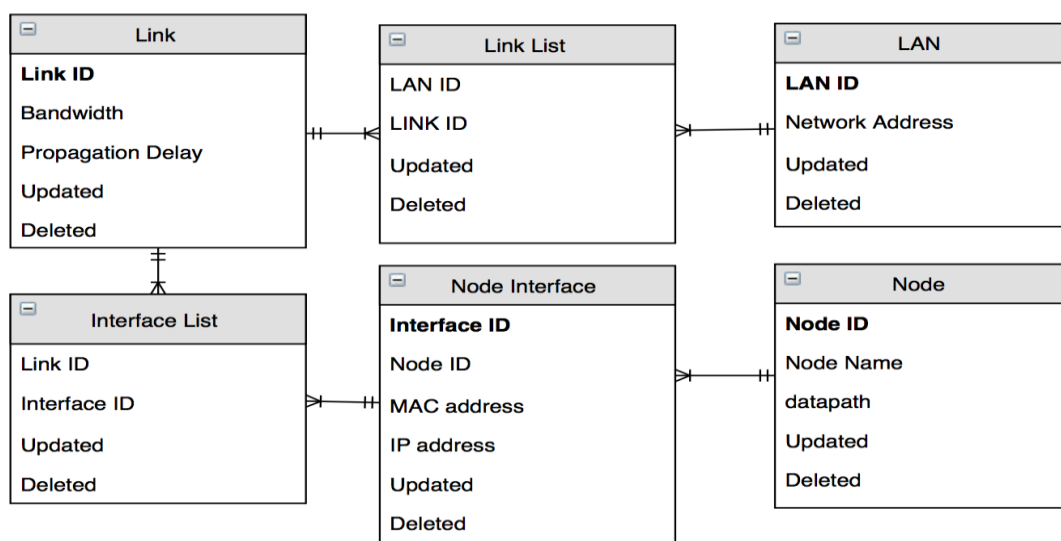 Link
Link ID
Bandwidth
Propagation Delay
Updated
Deleted
Link List
LAN ID
LINK ID
Updated
Deleted
LAN
LAN ID
Network Address
Updated
Deleted
Interface List
Link ID
Interface ID
Updated
Deleted
Node Interface
Interface ID
Node ID
MAC address
IP address
Updated
Deleted
Node
Node ID
Node Name
datapath
Updated
Deleted